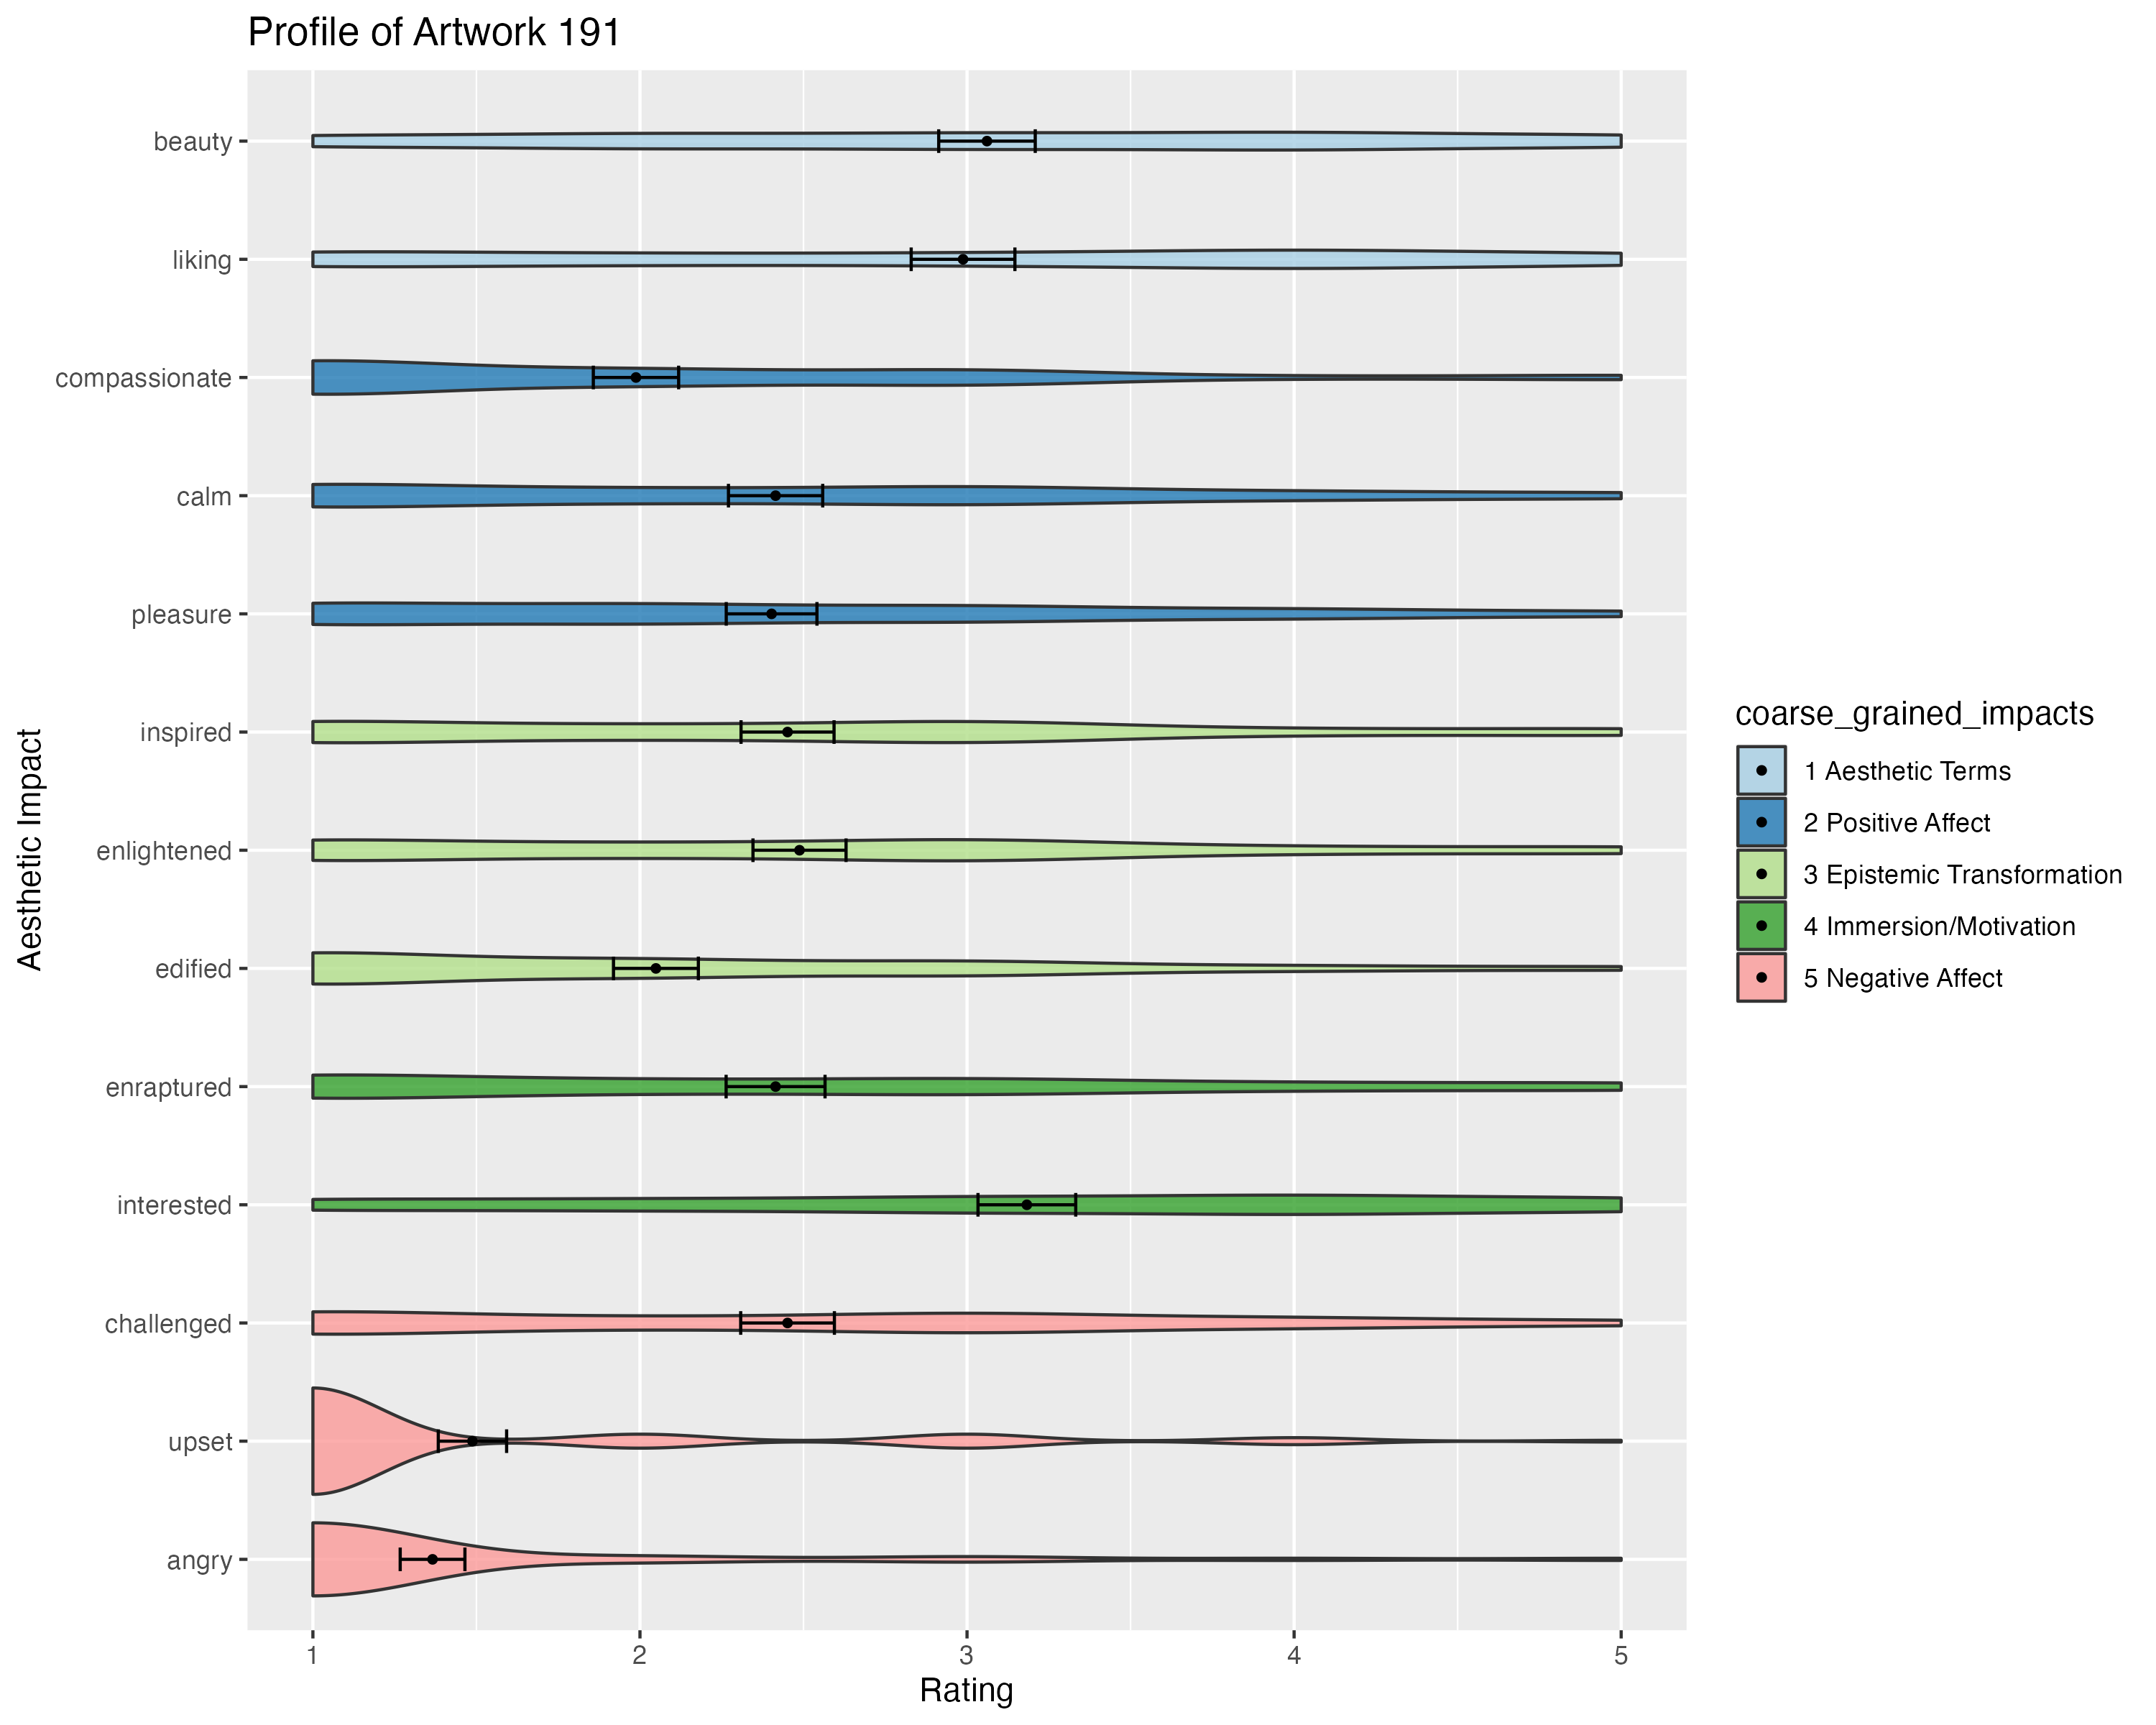 Profile of Artwork 191
beauty
liking
compassionate
calm
pleasure
inspired
enlightened
edified
enraptured
interested
challenged
upset
angry
Aesthetic Impact
1 2 3 4 5
Rating
coarse_grained_impacts
1 Aesthetic Terms
2 Positive Affect
3 Epistemic Transformation
4 Immersion/Motivation
5 Negative Affect